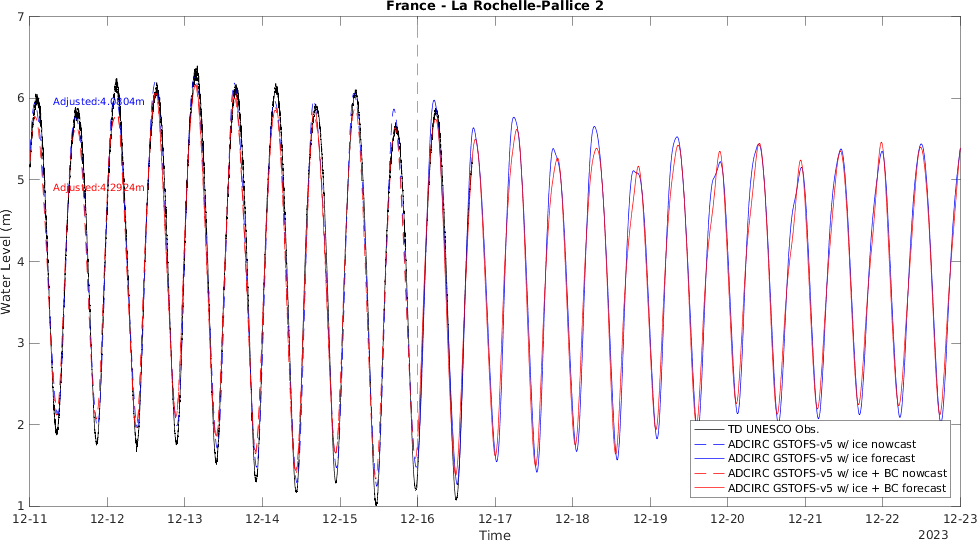 France - La Rochelle-Pallice 2
7
6
5
4
3
2
1
Water Level (m)
Adjusted:4.0804m
Adjusted:4.2924m
TD UNESCO Obs.
ADCIRC GSTOFS-v5 w/ ice nowcast
ADCIRC GSTOFS-v5 w/ ice forecast
ADCIRC GSTOFS-v5 w/ ice + BC nowcast
ADCIRC GSTOFS-v5 w/ ice + BC forecast
12-11 12-12 12-13 12-14 12-15 12-16 12-17 12-18 12-19 12-20 12-21 12-22 12-23
Time
2023